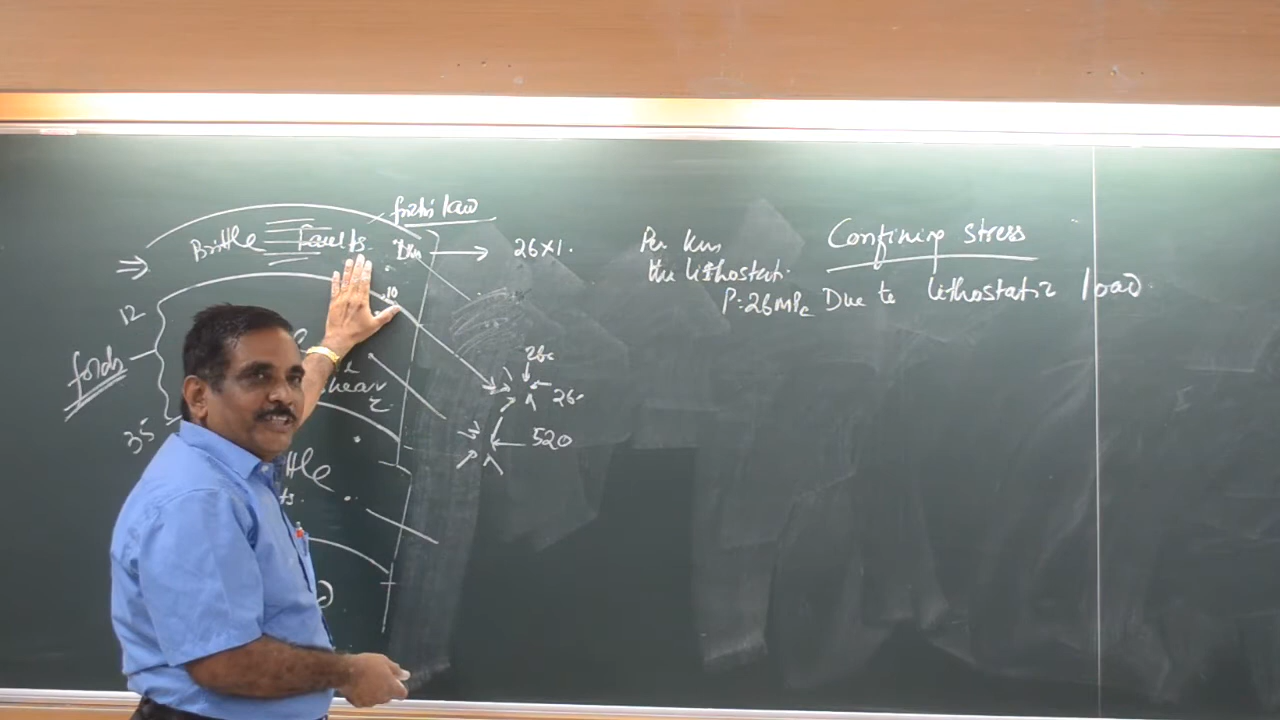 Brittle Faults
→ 26×1.
10
12
folds
35
shear
τ
26
26
520
ttle
ts.
Per km
the lithostat.
P=26MPa
Confining stress
Due to lithostatic load